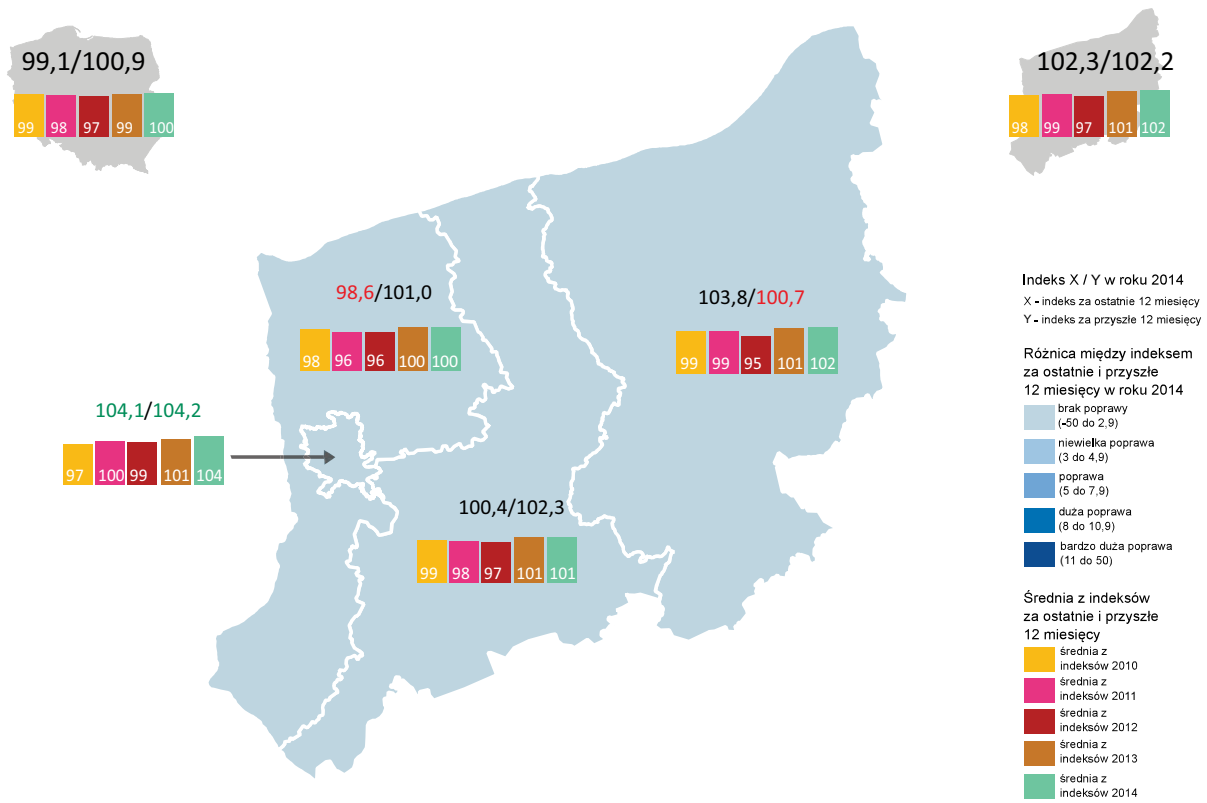 99,1/100,9
99 98 97 99 100
102,3/102,2
98 99 97 101 102
98,6/101,0
98 96 96 100 100
103,8/100,7
99 99 95 101 102
104,1/104,2
97 100 99 101 104
100,4/102,3
99 98 97 101 101
Indeks X / Y w roku 2014
X - indeks za ostatnie 12 miesięcy
Y - indeks za przyszłe 12 miesięcy
Różnica między indeksem
za ostatnie i przyszłe
12 miesięcy w roku 2014
brak poprawy
(-50 do 2,9)
niewielka poprawa
(3 do 4,9)
poprawa
(5 do 7,9)
duża poprawa
(8 do 10,9)
bardzo duża poprawa
(11 do 50)
Średnia z indeksów
za ostatnie i przyszłe
12 miesięcy
średnia z
indeksów 2010
średnia z
indeksów 2011
średnia z
indeksów 2012
średnia z
indeksów 2013
średnia z
indeksów 2014